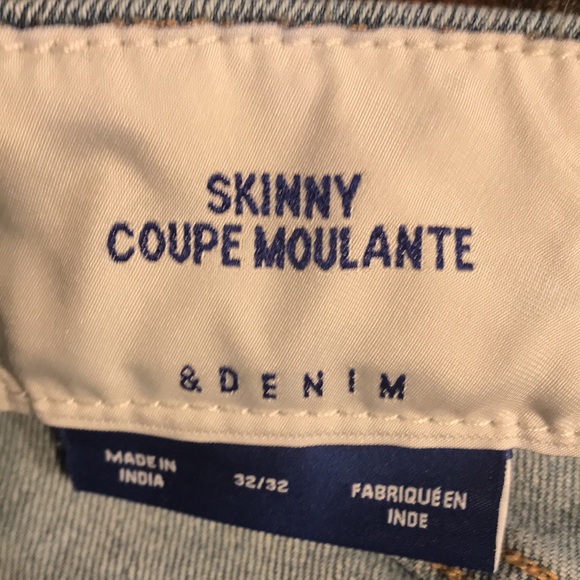 SKINNY
COUPE MOULANTE
& DENIM
MADE IN
INDIA
32/32
FABRIQUÉ EN
INDE